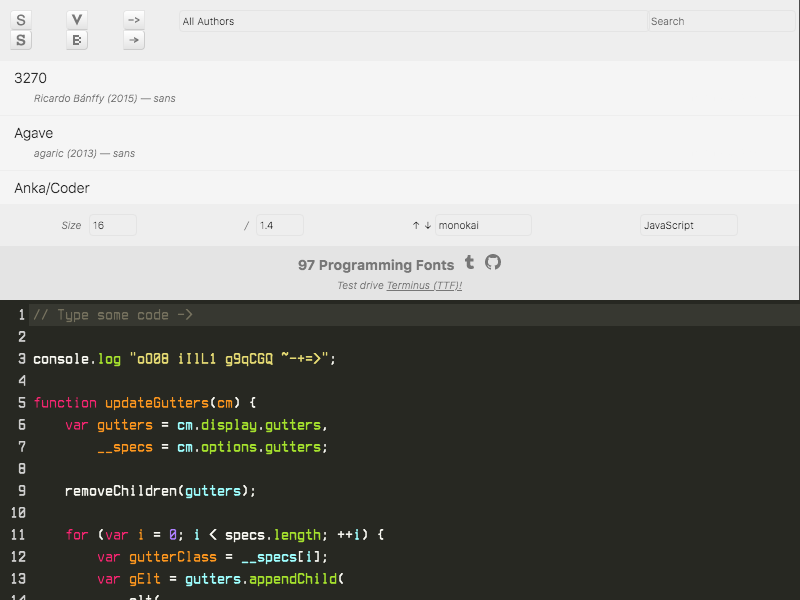 S V -> All Authors Search
S B →
3270
Ricardo Bánffy (2015) — sans
Agave
agaric (2013) — sans
Anka/Coder
Size 16 / 1.4 ↑ ↓ monokai JavaScript
97 Programming Fonts t
Test drive Terminus (TTF)!
1 // Type some code ->
2
3 console.log "oO08 iIlL1 g9qCGQ ~-+=>";
4
5 function updateGutters(cm) {
6 var gutters = cm.display.gutters,
7 __specs = cm.options.gutters;
8
9 removeChildren(gutters);
10
11 for (var i = 0; i < specs.length; ++i) {
12 var gutterClass = __specs[i];
13 var gElt = gutters.appendChild(
14 elt(